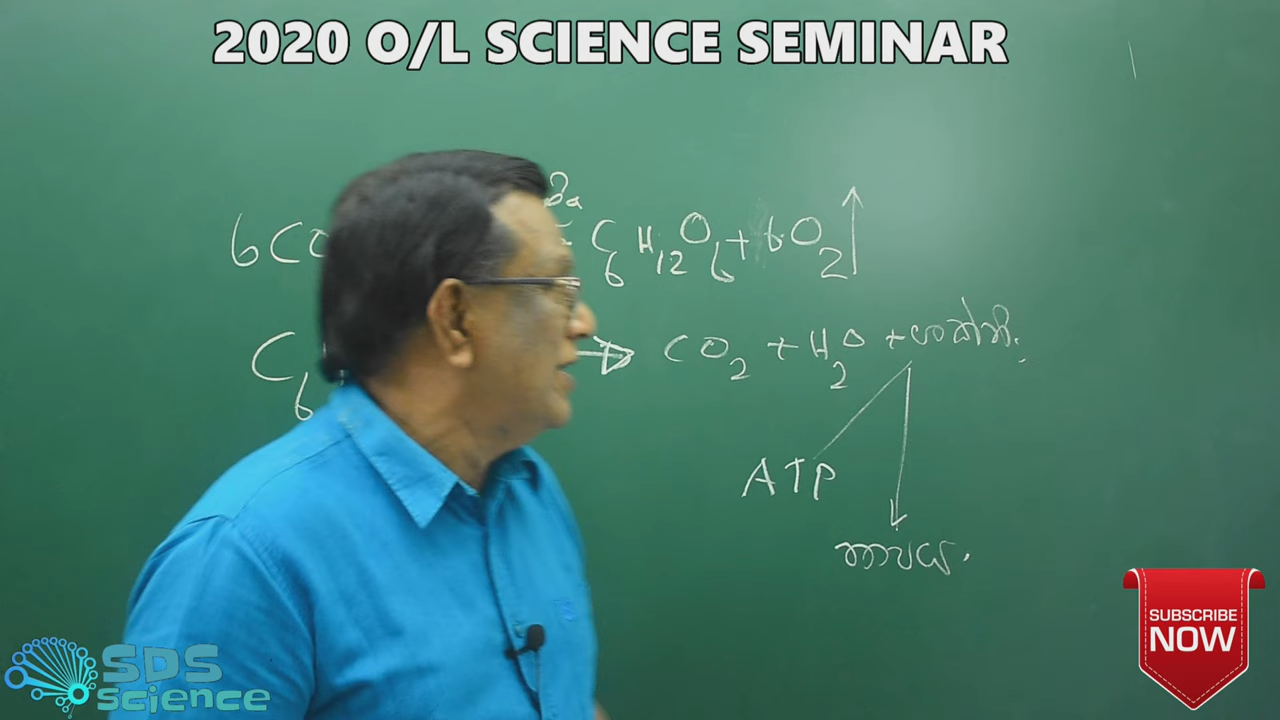 2020 O/L SCIENCE SEMINAR
6CO C6H12O6 + 6O2 ↑
C6 → CO2 + H2O + ශක්ති.
ATP
තාපය.
SUBSCRIBE
NOW
SDS
science